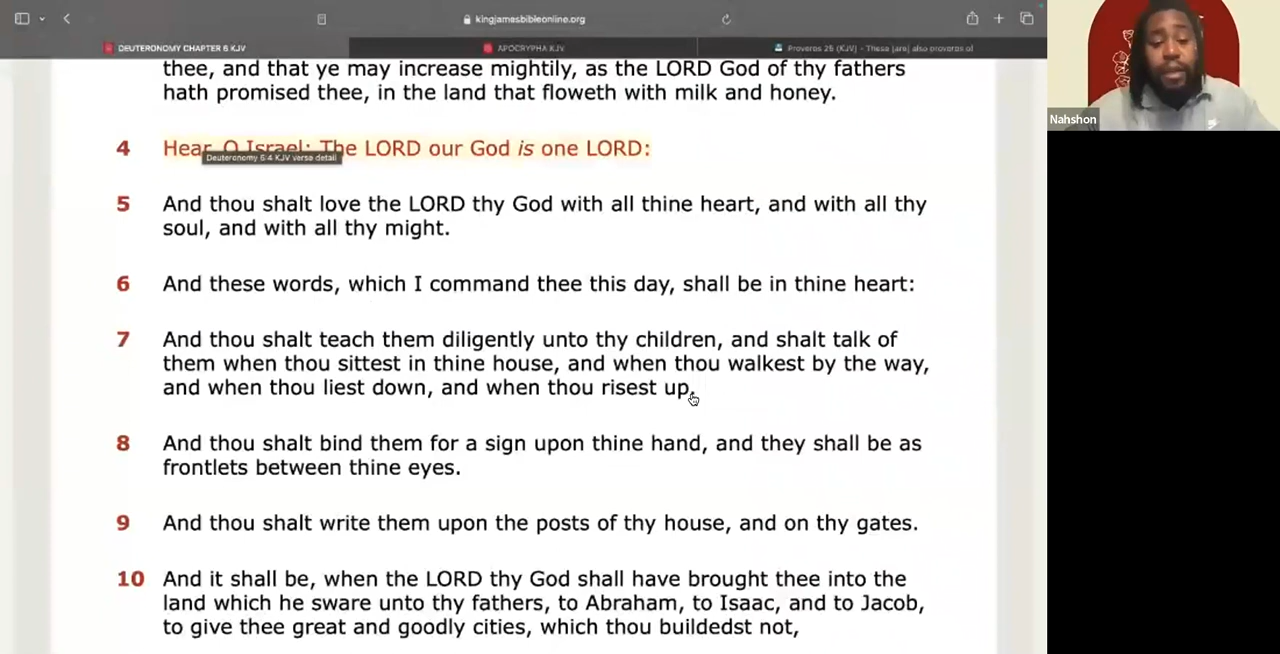 kingjamesbibleonline.org
DEUTERONOMY CHAPTER 6 KJV
APOCRYPHA KJV
Proverbs 25 (KJV) - These [are] also proverbs of
thee, and that ye may increase mightily, as the LORD God of thy fathers
hath promised thee, in the land that floweth with milk and honey.
4 Hear, O Israel: The LORD our God is one LORD:
Deuteronomy 6:4 KJV verse detail
5 And thou shalt love the LORD thy God with all thine heart, and with all thy
soul, and with all thy might.
6 And these words, which I command thee this day, shall be in thine heart:
7 And thou shalt teach them diligently unto thy children, and shalt talk of
them when thou sittest in thine house, and when thou walkest by the way,
and when thou liest down, and when thou risest up.
8 And thou shalt bind them for a sign upon thine hand, and they shall be as
frontlets between thine eyes.
9 And thou shalt write them upon the posts of thy house, and on thy gates.
10 And it shall be, when the LORD thy God shall have brought thee into the
land which he sware unto thy fathers, to Abraham, to Isaac, and to Jacob,
to give thee great and goodly cities, which thou buildedst not,
Nahshon